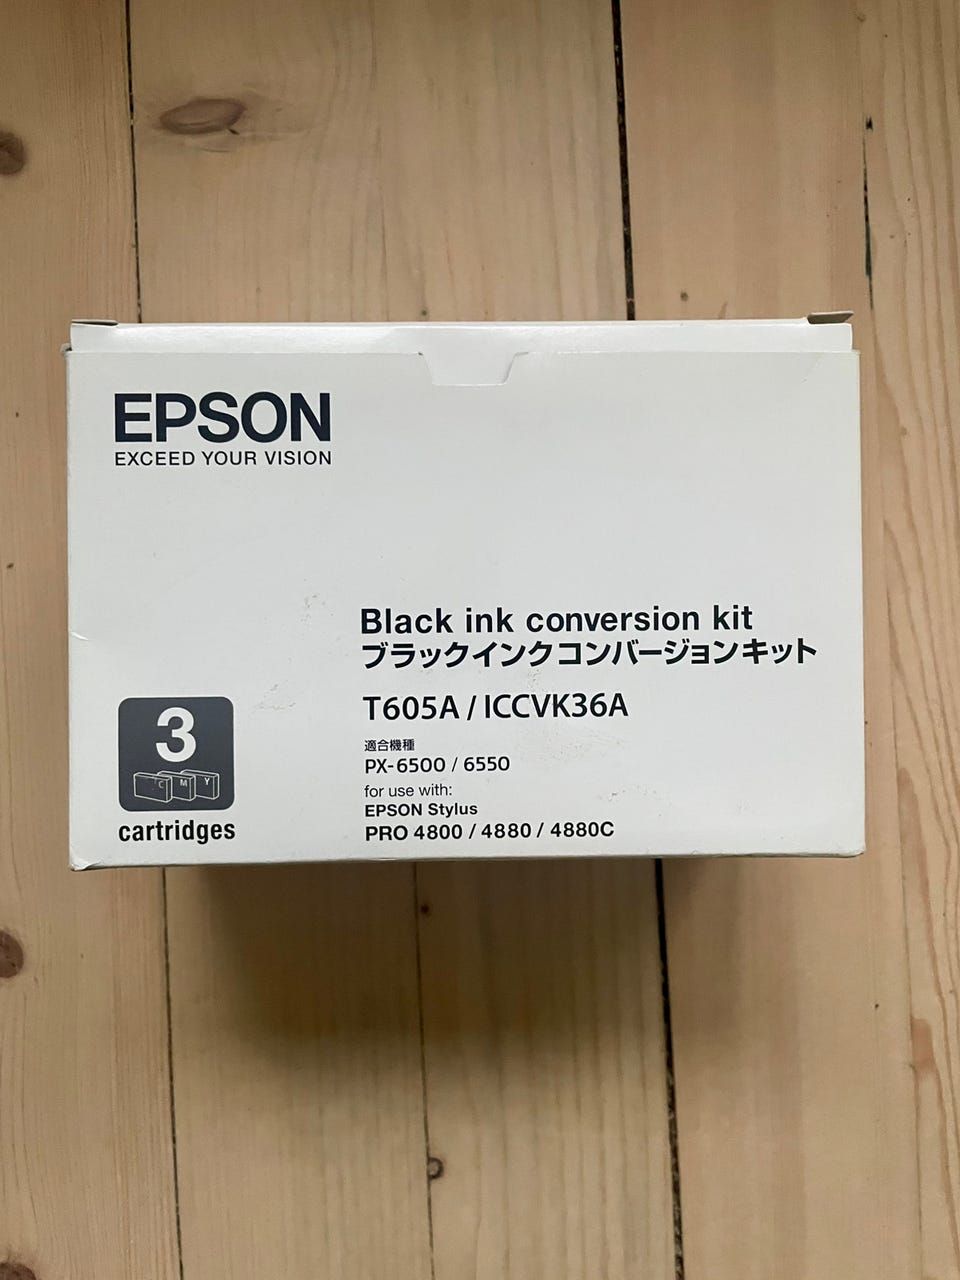 EPSON
EXCEED YOUR VISION
Black ink conversion kit
ブラックインクコンバージョンキット
T605A / ICCVK36A
適合機種
PX-6500 / 6550
for use with:
EPSON Stylus
PRO 4800 / 4880 / 4880C
3
C M Y
cartridges